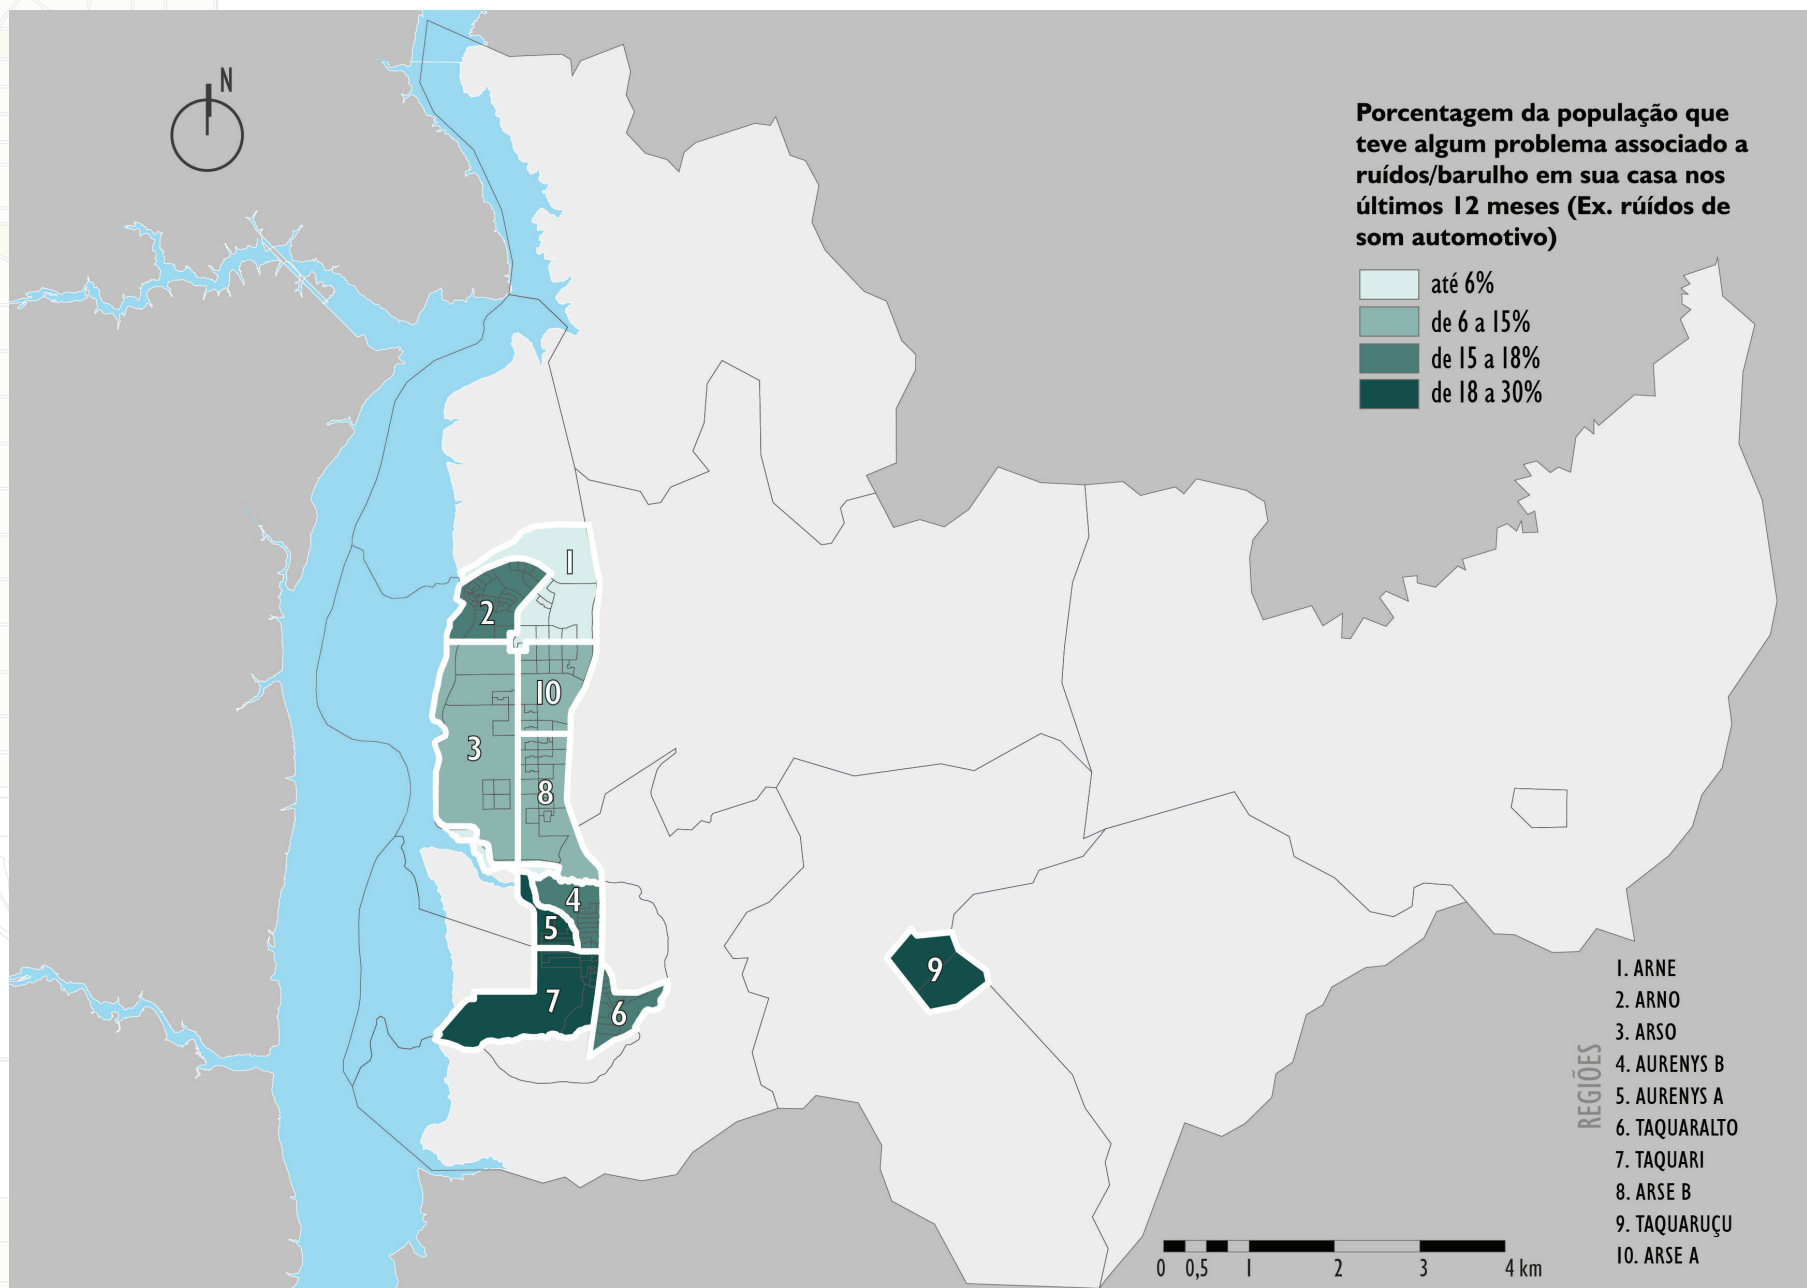 N
Porcentagem da população que
teve algum problema associado a
ruídos/barulho em sua casa nos
últimos 12 meses (Ex. rúídos de
som automotivo)
até 6%
de 6 a 15%
de 15 a 18%
de 18 a 30%
1
2
10
3
8
4
5
9
7
6
REGIÕES
1. ARNE
2. ARNO
3. ARSO
4. AURENYS B
5. AURENYS A
6. TAQUARALTO
7. TAQUARI
8. ARSE B
9. TAQUARUÇU
10. ARSE A
0 0,5 1 2 3 4 km